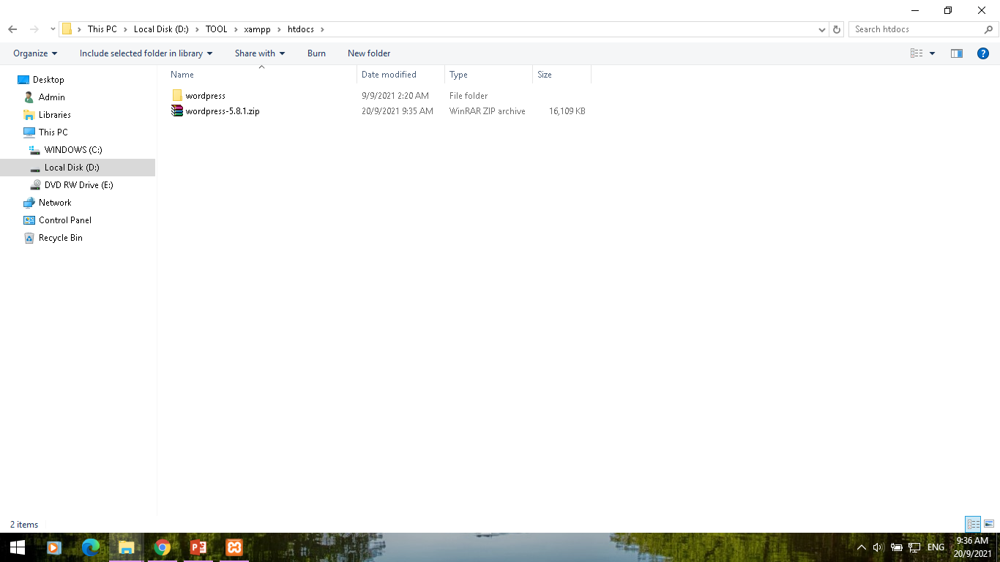 This PC Local Disk (D:) TOOL xampp htdocs Search htdocs
Organize Include selected folder in library Share with Burn New folder
Name Date modified Type Size
wordpress 9/9/2021 2:20 AM File folder
wordpress-5.8.1.zip 20/9/2021 9:35 AM WinRAR ZIP archive 16,109 KB
Desktop
Admin
Libraries
This PC
WINDOWS (C:)
Local Disk (D:)
DVD RW Drive (E:)
Network
Control Panel
Recycle Bin
2 items
ENG
9:36 AM
20/9/2021